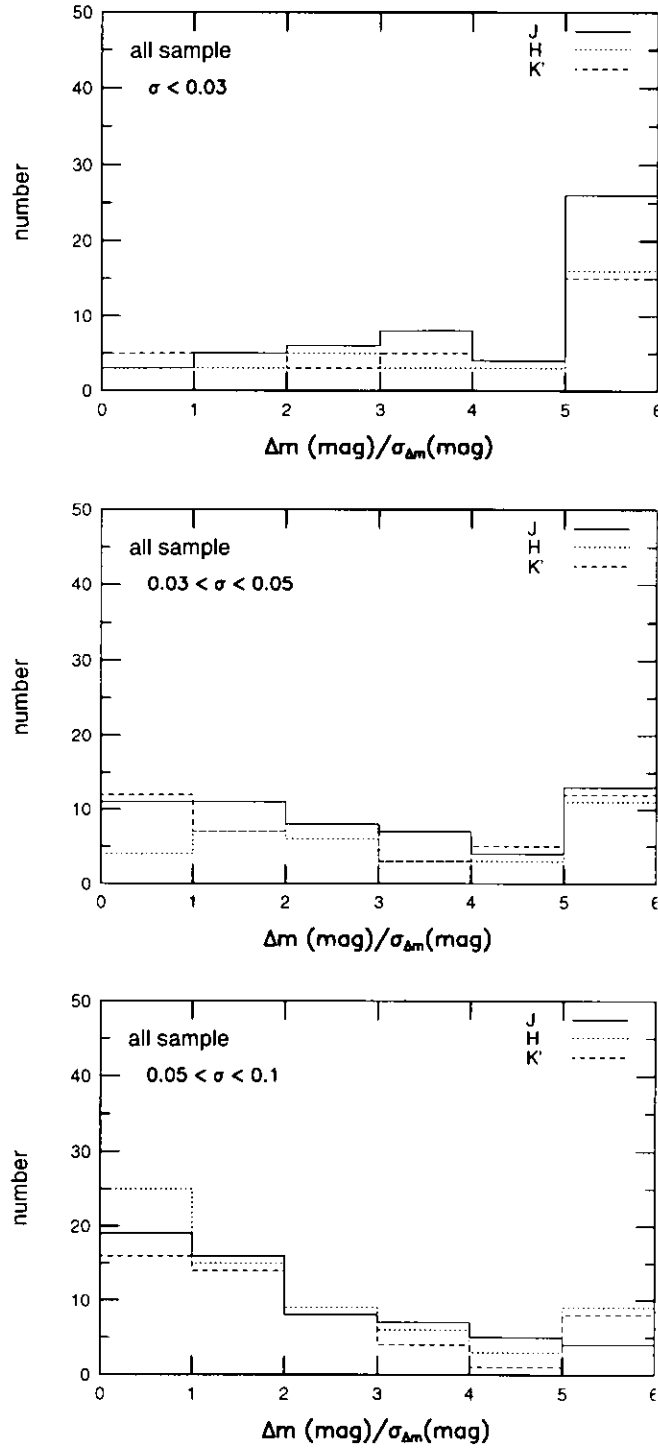 50
40
30
20
10
0
number
all sample
σ < 0.03
J
H
K'
0 1 2 3 4 5 6
Δm (mag)/σΔm(mag)
50
40
30
20
10
0
number
all sample
0.03 < σ < 0.05
J
H
K'
0 1 2 3 4 5 6
Δm (mag)/σΔm(mag)
50
40
30
20
10
0
number
all sample
0.05 < σ < 0.1
J
H
K'
0 1 2 3 4 5 6
Δm (mag)/σΔm(mag)